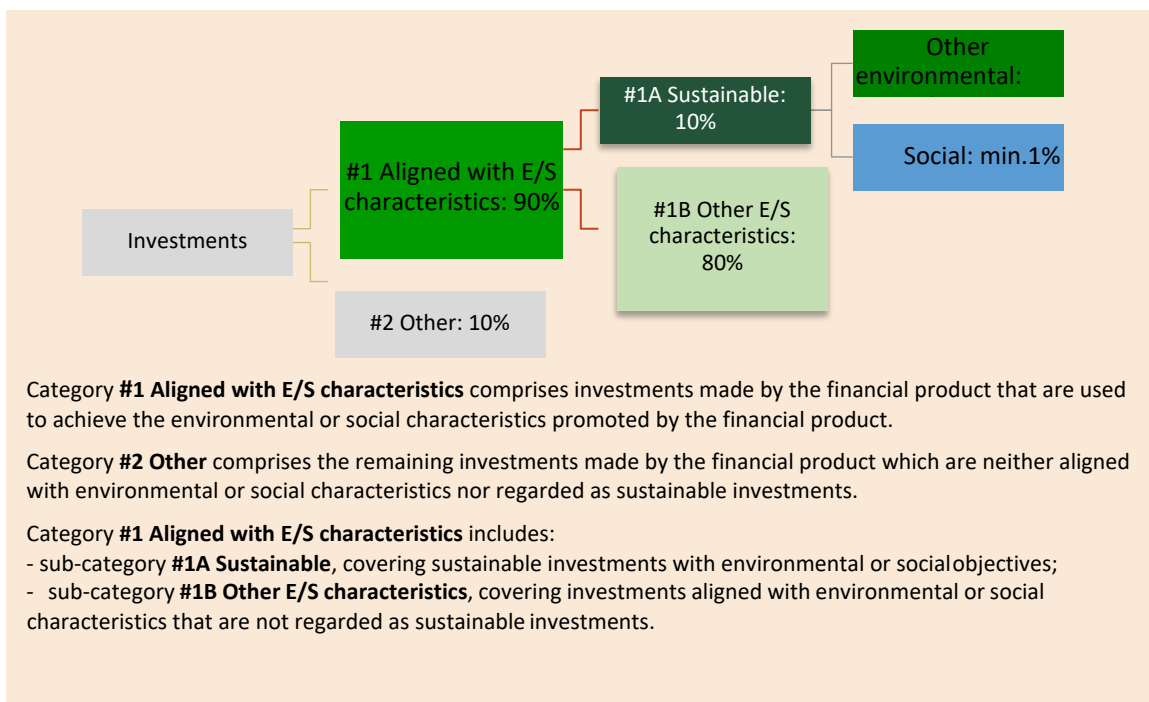 Other
environmental:
#1A Sustainable:
10%
#1 Aligned with E/S
characteristics: 90%
Social: min.1%
#1B Other E/S
characteristics:
80%
Investments
#2 Other: 10%
Category #1 Aligned with E/S characteristics comprises investments made by the financial product that are used
to achieve the environmental or social characteristics promoted by the financial product.
Category #2 Other comprises the remaining investments made by the financial product which are neither aligned
with environmental or social characteristics nor regarded as sustainable investments.
Category #1 Aligned with E/S characteristics includes:
- sub-category #1A Sustainable, covering sustainable investments with environmental or socialobjectives;
- sub-category #1B Other E/S characteristics, covering investments aligned with environmental or social
characteristics that are not regarded as sustainable investments.